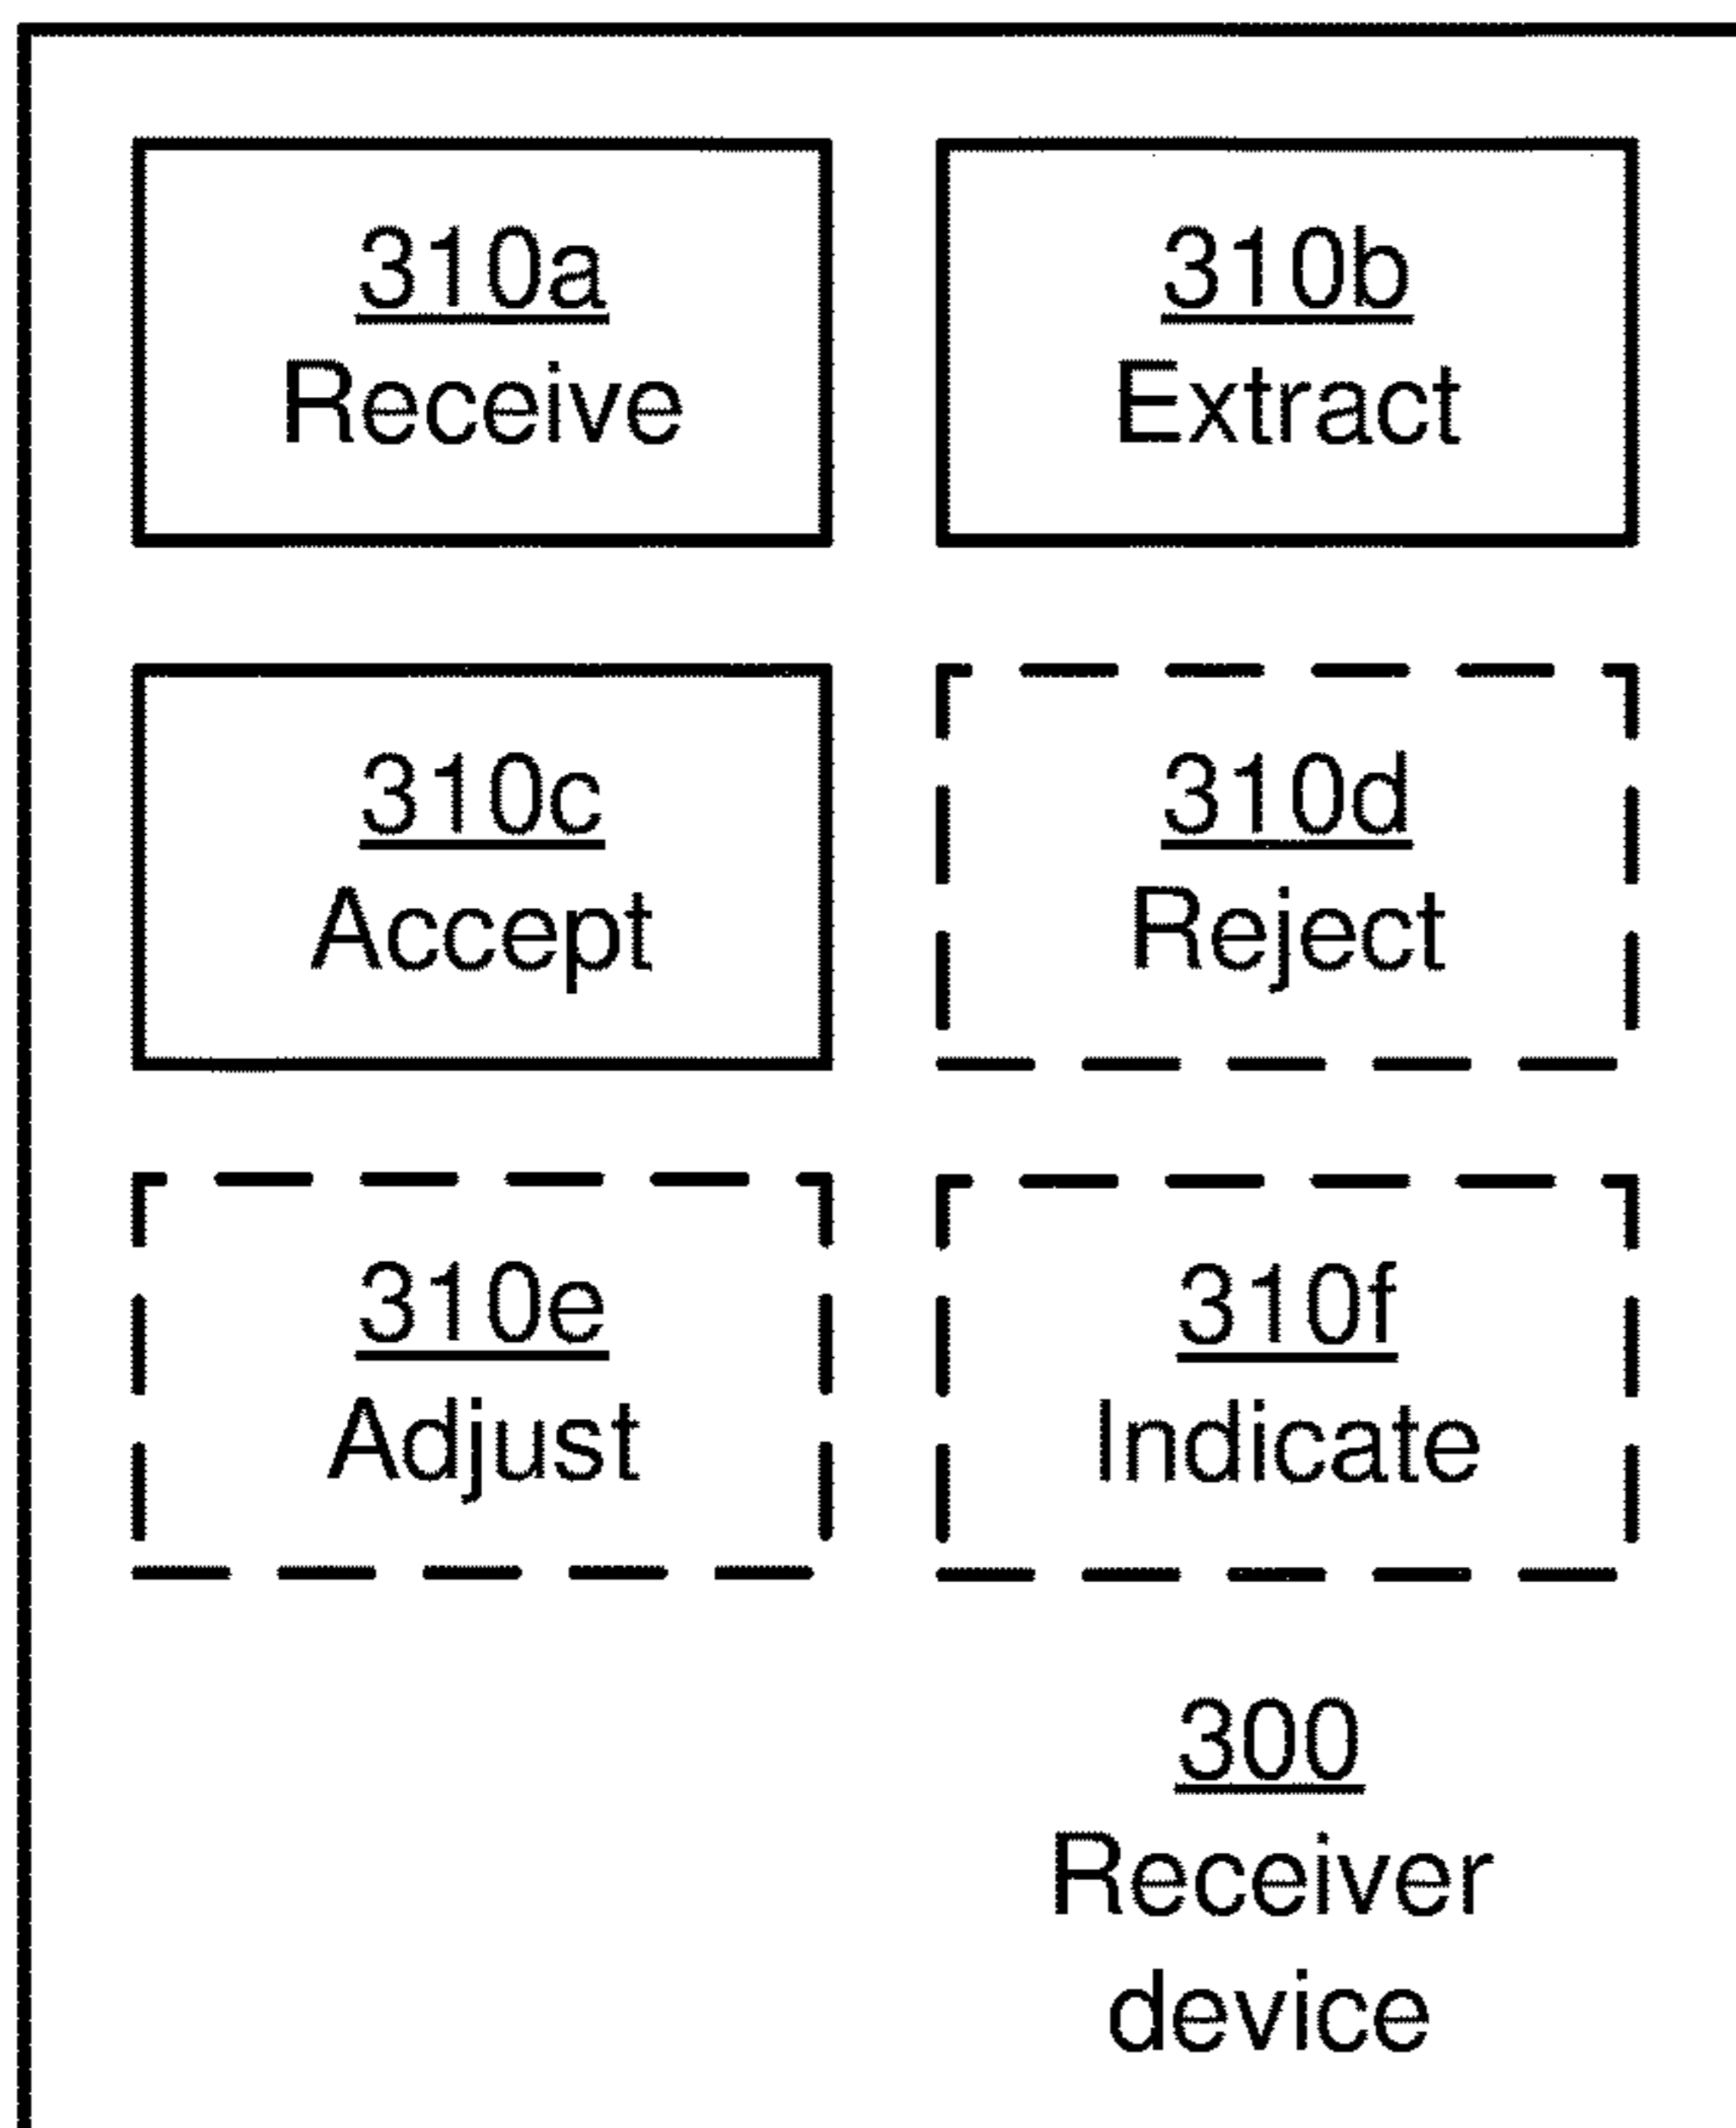 310a
Receive
310b
Extract
310c
Accept
310d
Reject
310e
Adjust
310f
Indicate
300
Receiver
device